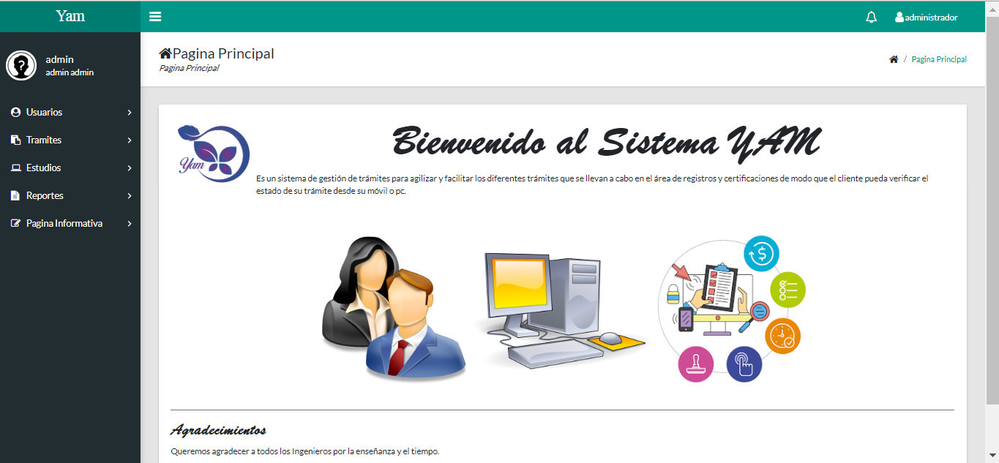 Yam
administrador
admin
admin admin
Usuarios
Tramites
Estudios
Reportes
Pagina Informativa
Pagina Principal
Pagina Principal
/ Pagina Principal
Yam
Bienvenido al Sistema YAM
Es un sistema de gestión de trámites para agilizar y facilitar los diferentes trámites que se llevan a cabo en el área de registros y certificaciones de modo que el cliente pueda verificar el
estado de su trámite desde su móvil o pc.
Agradecimientos
Queremos agradecer a todos los Ingenieros por la enseñanza y el tiempo.